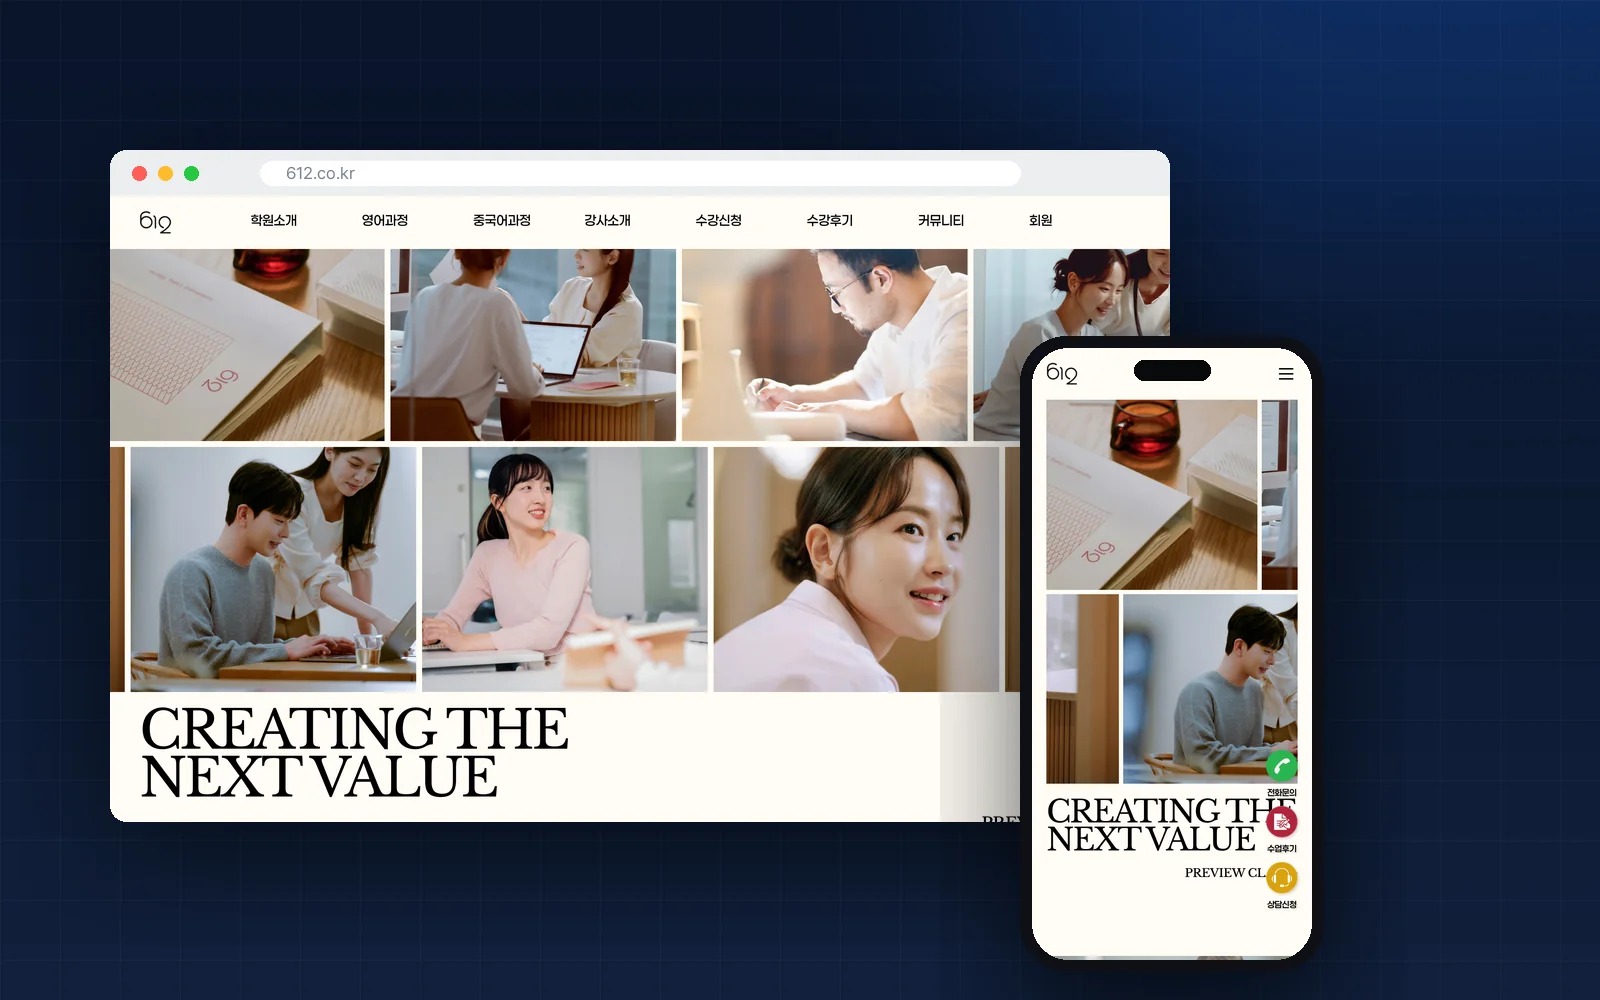 612.co.kr
612
학원소개 영어과정 중국어과정 강사소개 수강신청 수강후기 커뮤니티 회원
612
CREATING THE
NEXT VALUE
612
612
CREATING THE
NEXT VALUE
PREVIEW CL
전화문의
수업후기
상담신청